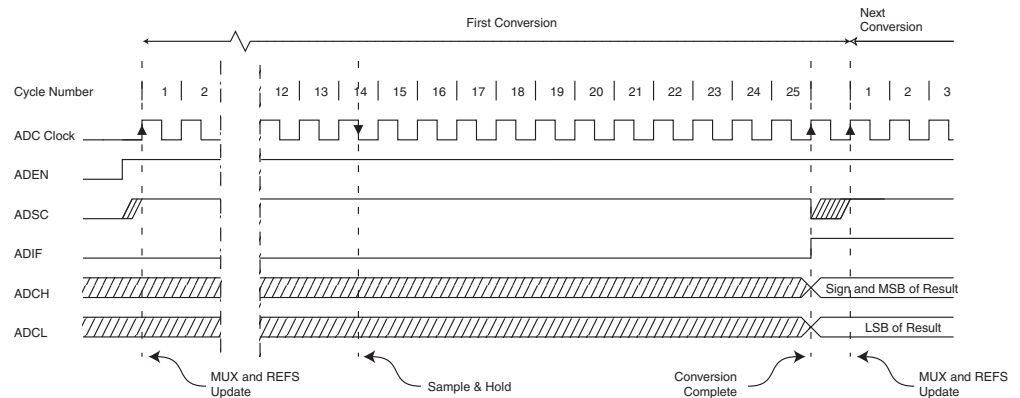 First Conversion
Next
Conversion
Cycle Number 1 2 12 13 14 15 16 17 18 19 20 21 22 23 24 25 1 2 3
ADC Clock
ADEN
ADSC
ADIF
ADCH Sign and MSB of Result
ADCL LSB of Result
MUX and REFS
Update
Sample & Hold
Conversion
Complete
MUX and REFS
Update